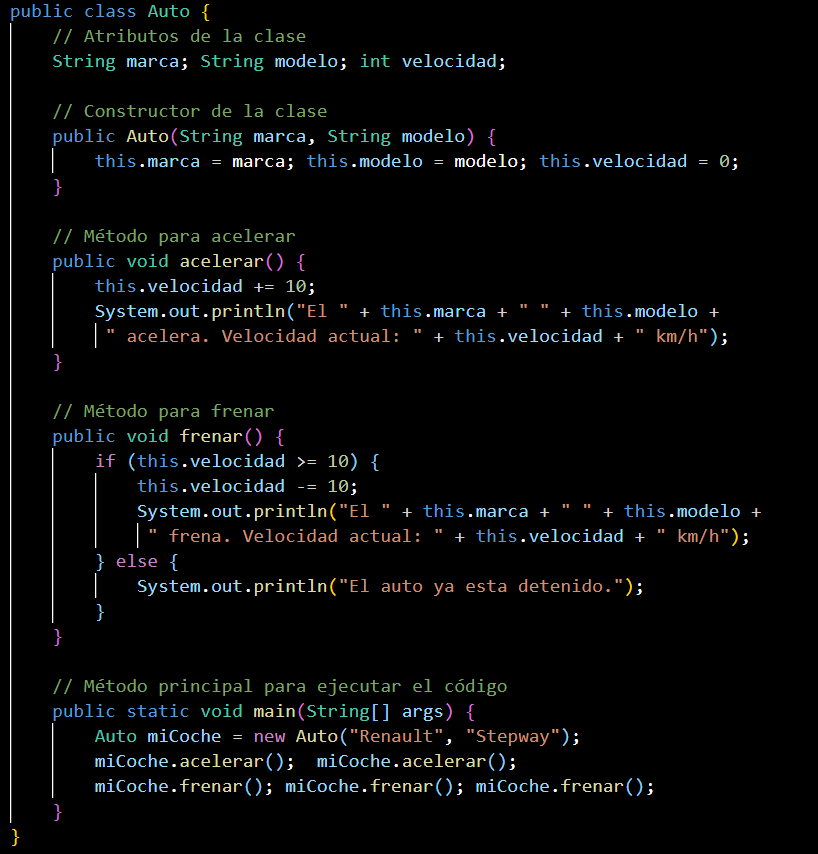 public class Auto {
    // Atributos de la clase
    String marca; String modelo; int velocidad;

    // Constructor de la clase
    public Auto(String marca, String modelo) {
        this.marca = marca; this.modelo = modelo; this.velocidad = 0;
    }

    // Método para acelerar
    public void acelerar() {
        this.velocidad += 10;
        System.out.println("El " + this.marca + " " + this.modelo +
         " acelera. Velocidad actual: " + this.velocidad + " km/h");
    }

    // Método para frenar
    public void frenar() {
        if (this.velocidad >= 10) {
            this.velocidad -= 10;
            System.out.println("El " + this.marca + " " + this.modelo +
             " frena. Velocidad actual: " + this.velocidad + " km/h");
        } else {
            System.out.println("El auto ya esta detenido.");
        }
    }

    // Método principal para ejecutar el código
    public static void main(String[] args) {
        Auto miCoche = new Auto("Renault", "Stepway");
        miCoche.acelerar();  miCoche.acelerar();
        miCoche.frenar(); miCoche.frenar(); miCoche.frenar();
    }
}